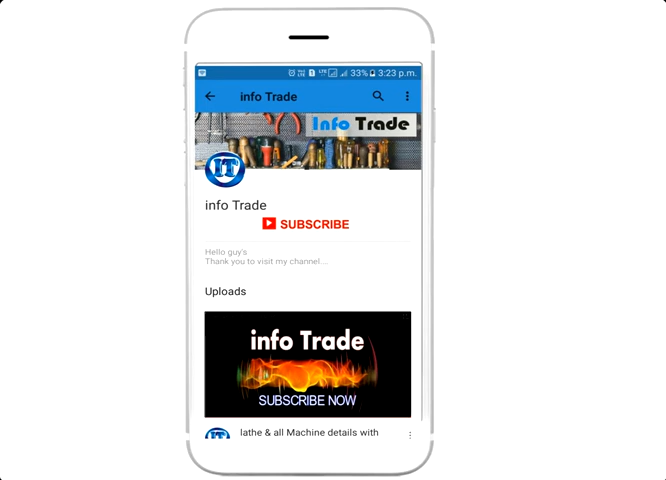 33% 3:23 p.m.
info Trade
Info Trade
IT
info Trade
SUBSCRIBE
Hello guy's
Thank you to visit my channel....
Uploads
info Trade
SUBSCRIBE NOW
lathe & all Machine details with